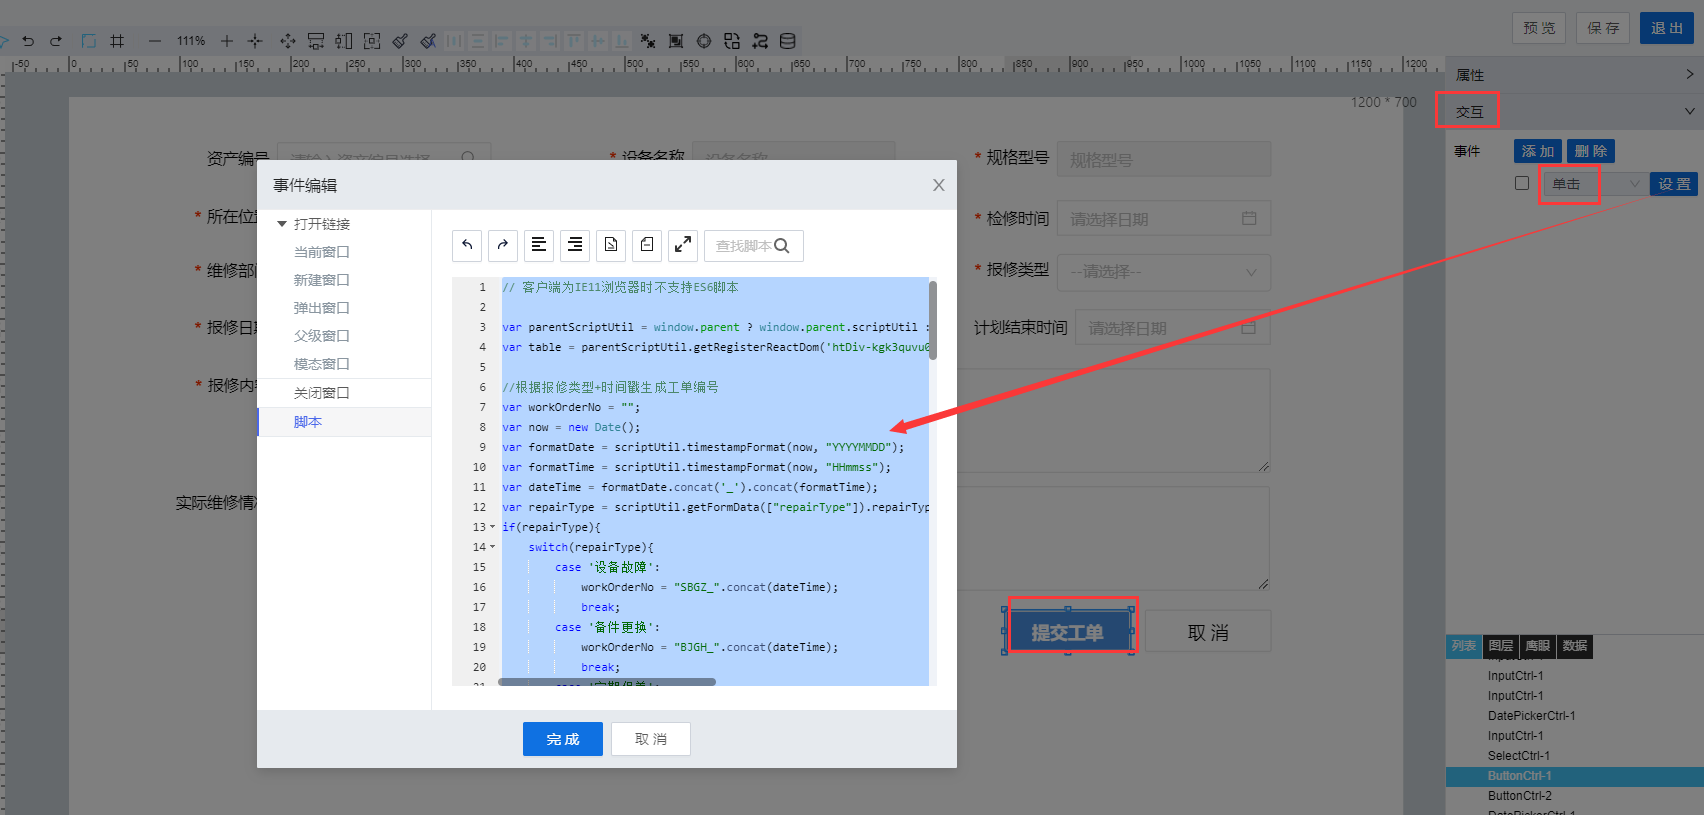 预 览
保 存
退 出
111%
-50
0
50
100
150
200
250
300
350
400
450
500
550
600
650
700
750
800
850
900
950
1000
1050
1100
1150
1200
1200 * 700
属性
交互
事件
添 加
删 除
单击
设 置
资产编号
请输入资产编号选择
* 设备名称
设备名称
* 规格型号
规格型号
* 所在位
* 检修时间
请选择日期
* 维修部
* 报修类型
--请选择--
* 报修日
计划结束时间
请选择日期
* 报修内
实际维修情
提交工单
取 消
事件编辑
打开链接
当前窗口
新建窗口
弹出窗口
父级窗口
模态窗口
关闭窗口
脚本
查找脚本
1 // 客户端为IE11浏览器时不支持ES6脚本
2
3 var parentScriptUtil = window.parent ? window.parent.scriptUtil :
4 var table = parentScriptUtil.getRegisterReactDom('htDiv-kgk3quvu0
5
6 //根据报修类型+时间戳生成工单编号
7 var workOrderNo = "";
8 var now = new Date();
9 var formatDate = scriptUtil.timestampFormat(now, "YYYYMMDD");
10 var formatTime = scriptUtil.timestampFormat(now, "HHmmss");
11 var dateTime = formatDate.concat('_').concat(formatTime);
12 var repairType = scriptUtil.getFormData(["repairType"]).repairTyp
13 if(repairType){
14 switch(repairType){
15 case '设备故障':
16 workOrderNo = "SBGZ_".concat(dateTime);
17 break;
18 case '备件更换':
19 workOrderNo = "BJGH_".concat(dateTime);
20 break;
21 case '定期保养':
完 成
取 消
列表
图层
鹰眼
数据
InputCtrl-1
InputCtrl-1
InputCtrl-1
DatePickerCtrl-1
InputCtrl-1
SelectCtrl-1
ButtonCtrl-1
ButtonCtrl-2
DatePickerCtrl-1